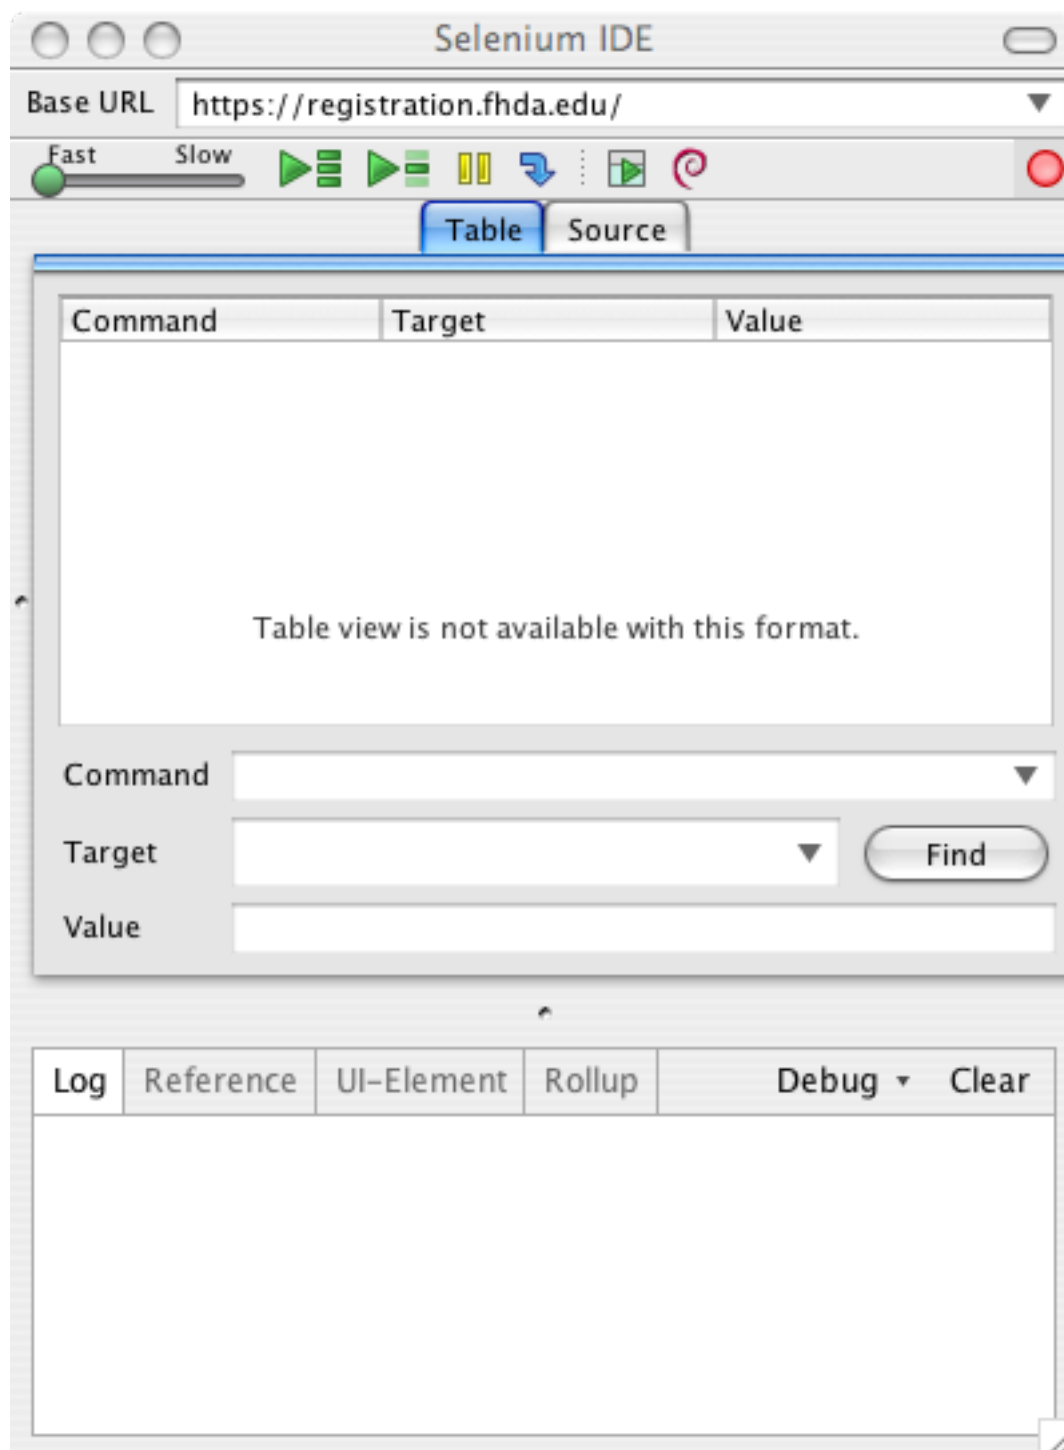 Selenium IDE
Base URL https://registration.fhda.edu/
Fast Slow
Table Source
Command Target Value
Table view is not available with this format.
Command
Target Find
Value
Log Reference UI-Element Rollup Debug Clear